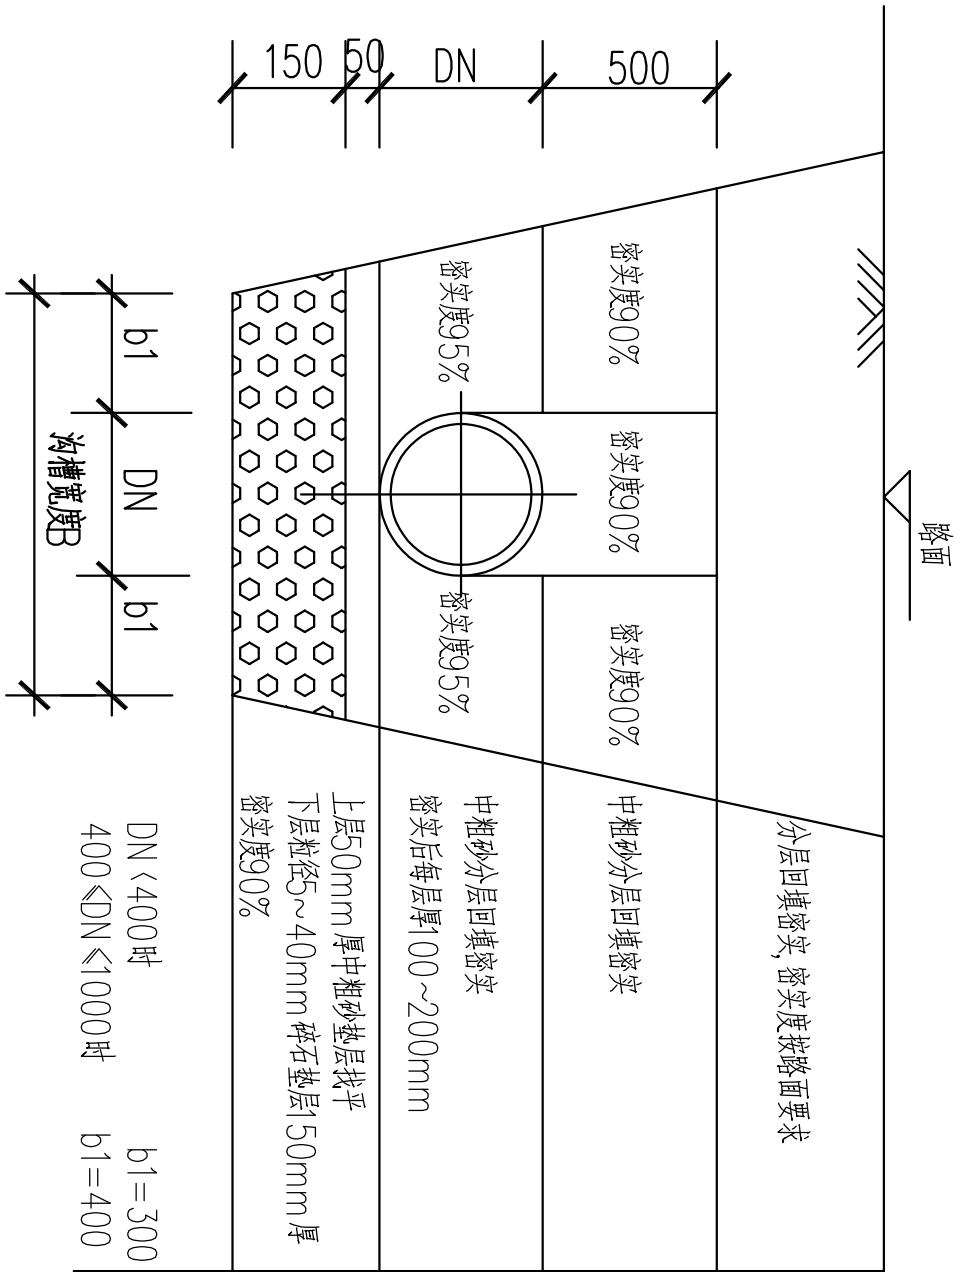 路面
分层回填密实,密实度按路面要求
500
密实度90%
密实度90%
密实度90%
中粗砂分层回填密实
DN
密实度95%
密实度95%
中粗砂分层回填密实
密实后每层厚100~200mm
50
150
上层50mm厚中粗砂垫层找平
下层粒径5~40mm碎石垫层150mm厚
密实度90%
b1
DN
b1
沟槽宽度B
DN<400时 b1=300
400≪DN≪1000时 b1=400